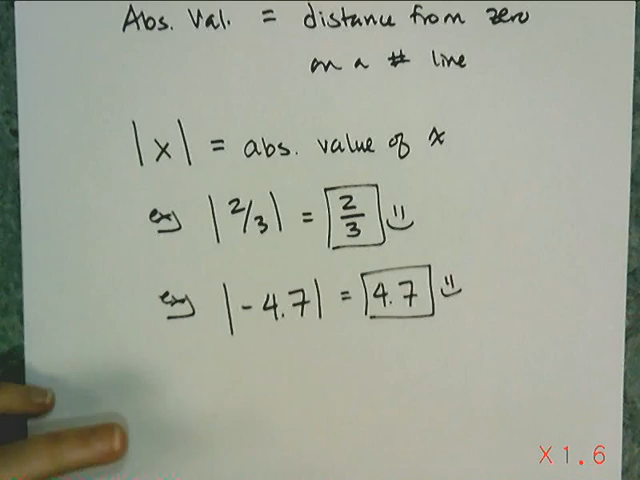 Abs. Val. = distance from zero
on a # line
|x| = abs. value of x
ex) |2/3| = 2/3
ex) |-4.7| = 4.7
X1.6